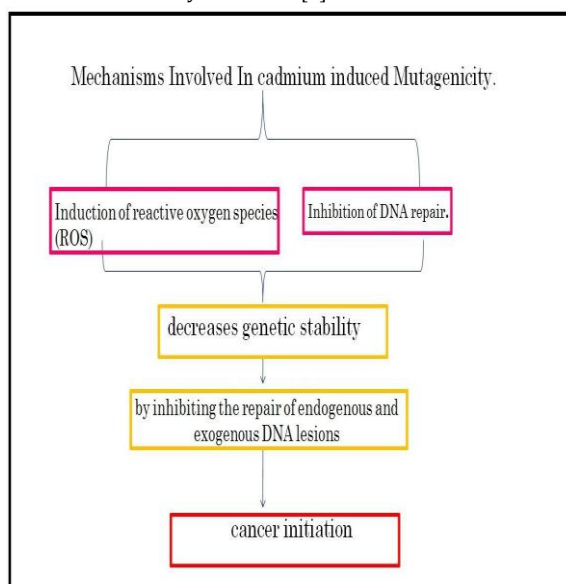 Mechanisms Involved In cadmium induced Mutagenicity.
Induction of reactive oxygen species
(ROS)
Inhibition of DNA repair.
decreases genetic stability
by inhibiting the repair of endogenous and
exogenous DNA lesions
cancer initiation